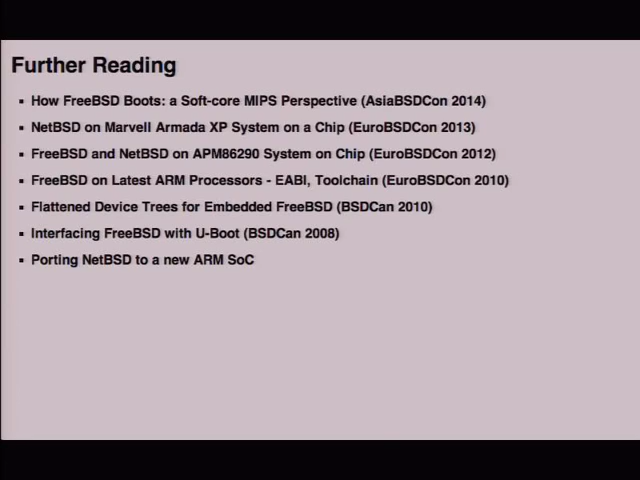 Further Reading
▪ How FreeBSD Boots: a Soft-core MIPS Perspective (AsiaBSDCon 2014)
▪ NetBSD on Marvell Armada XP System on a Chip (EuroBSDCon 2013)
▪ FreeBSD and NetBSD on APM86290 System on Chip (EuroBSDCon 2012)
▪ FreeBSD on Latest ARM Processors - EABI, Toolchain (EuroBSDCon 2010)
▪ Flattened Device Trees for Embedded FreeBSD (BSDCan 2010)
▪ Interfacing FreeBSD with U-Boot (BSDCan 2008)
▪ Porting NetBSD to a new ARM SoC